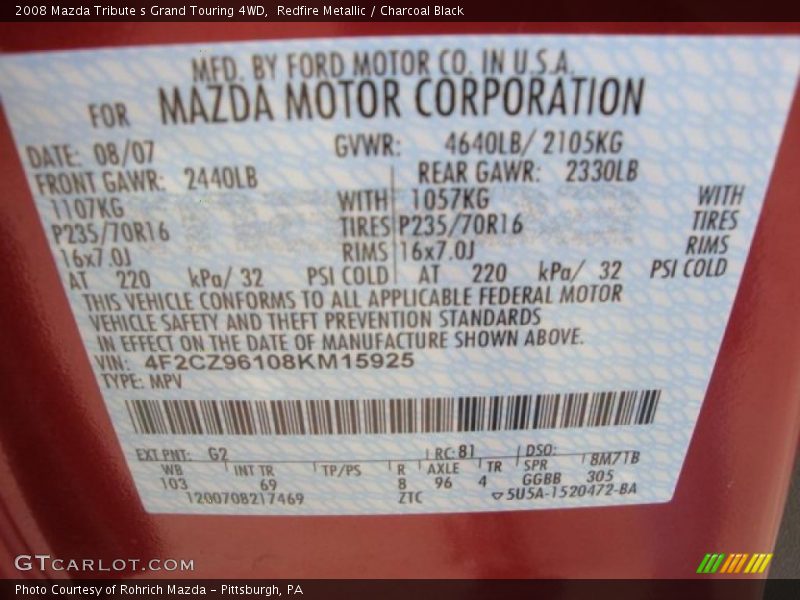 2008 Mazda Tribute s Grand Touring 4WD,  Redfire Metallic / Charcoal Black
MFD. BY FORD MOTOR CO. IN U.S.A.
FOR MAZDA MOTOR CORPORATION
DATE: 08/07 GVWR: 4640LB/ 2105KG
FRONT GAWR: 2440LB REAR GAWR: 2330LB
1107KG WITH 1057KG WITH
P235/70R16 TIRES P235/70R16 TIRES
16x7.0J RIMS 16x7.0J RIMS
AT 220 kPa/ 32 PSI COLD AT 220 kPa/ 32 PSI COLD
THIS VEHICLE CONFORMS TO ALL APPLICABLE FEDERAL MOTOR
VEHICLE SAFETY AND THEFT PREVENTION STANDARDS
IN EFFECT ON THE DATE OF MANUFACTURE SHOWN ABOVE.
VIN: 4F2CZ96108KM15925
TYPE: MPV
EXT PNT: G2 RC: 81 DSO:
WB INT TR TP/PS R AXLE TR SPR 8M71B
103 69 8 96 4 GGBB 305
1200708217469 ZTC ▽5U5A-1520472-BA
GTCARLOT.COM
Photo Courtesy of Rohrich Mazda - Pittsburgh, PA